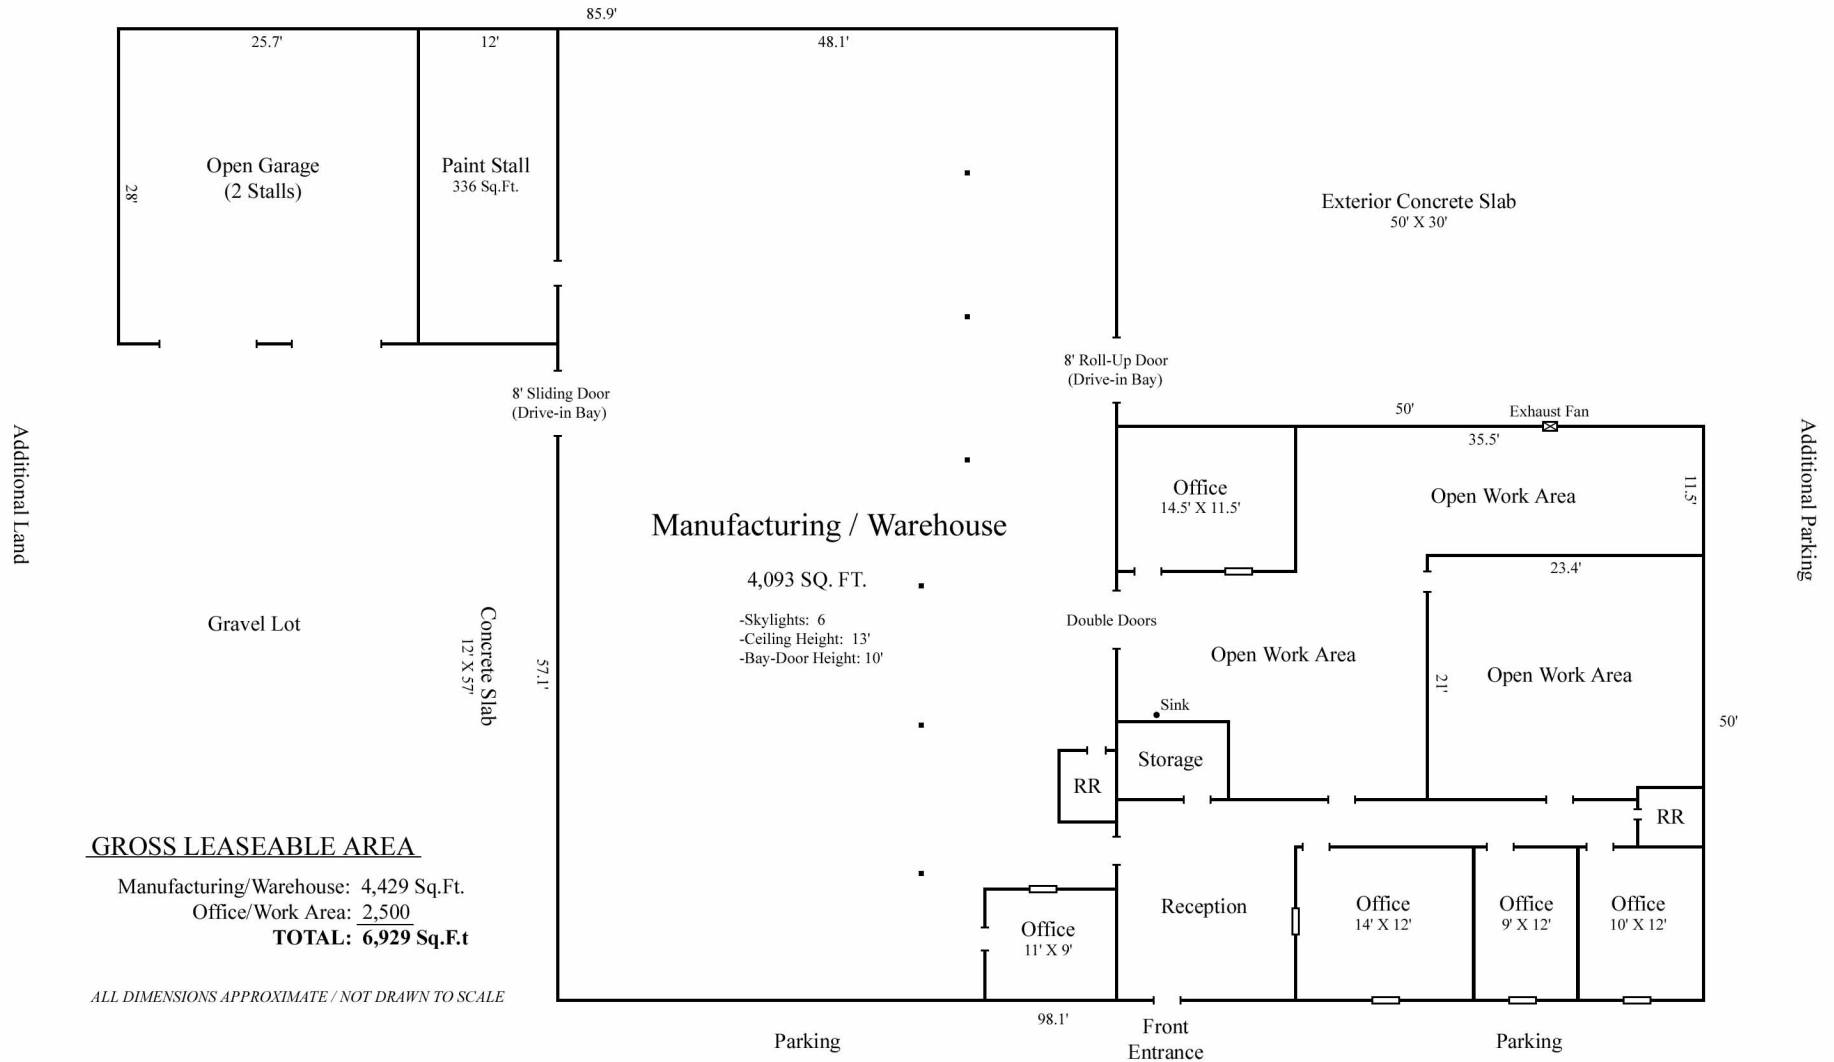 85.9'
25.7'
12'
48.1'
Open Garage
(2 Stalls)
28'
Paint Stall
336 Sq.Ft.
Exterior Concrete Slab
50' X 30'
8' Roll-Up Door
(Drive-in Bay)
8' Sliding Door
(Drive-in Bay)
50'
Exhaust Fan
35.5'
Additional Land
Additional Parking
Office
14.5' X 11.5'
Open Work Area
11.5'
Manufacturing / Warehouse
4,093 SQ. FT.
-Skylights: 6
-Ceiling Height: 13'
-Bay-Door Height: 10'
23.4'
Gravel Lot
Concrete Slab
12' X 57'
57.1'
Double Doors
Open Work Area
Open Work Area
21'
Sink
50'
Storage
RR
RR
GROSS LEASEABLE AREA
Manufacturing/Warehouse: 4,429 Sq.Ft.
Office/Work Area: 2,500
TOTAL: 6,929 Sq.F.t
Reception
Office
14' X 12'
Office
9' X 12'
Office
10' X 12'
Office
11' X 9'
ALL DIMENSIONS APPROXIMATE / NOT DRAWN TO SCALE
98.1'
Parking
Front
Entrance
Parking